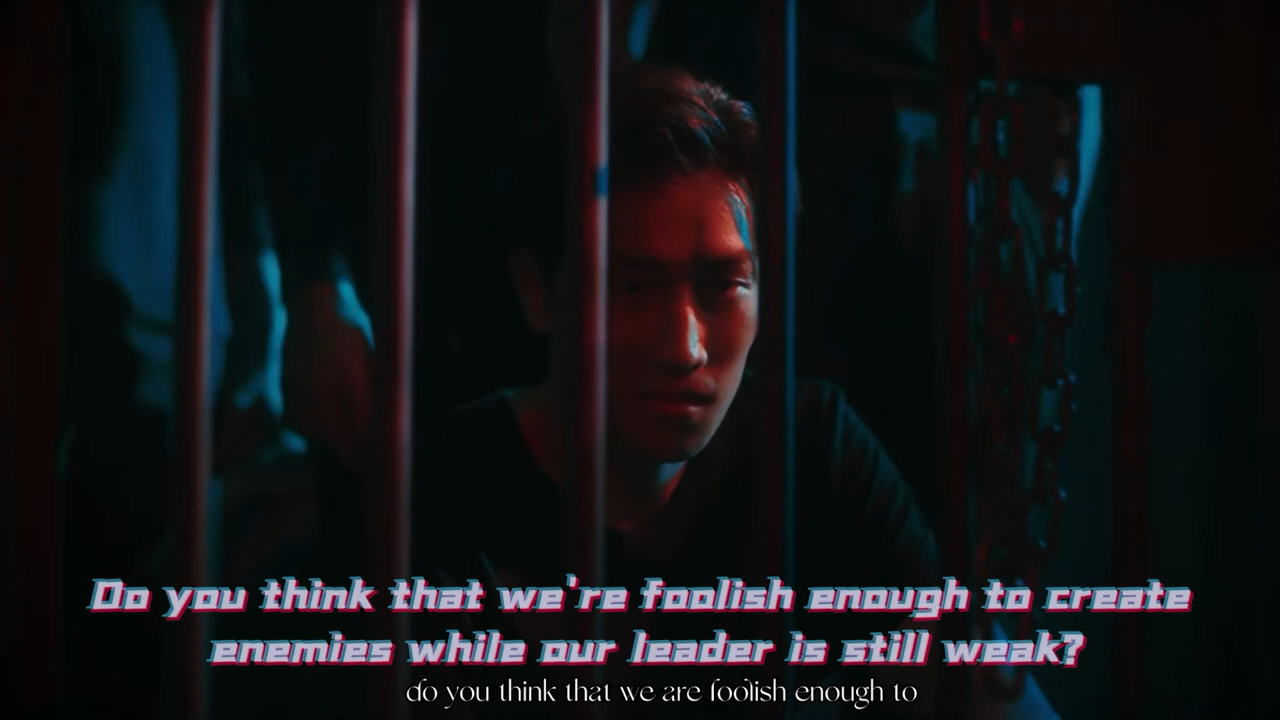 Do you think that we're foolish enough to create
enemies while our leader is still weak?
do you think that we are foolish enough to